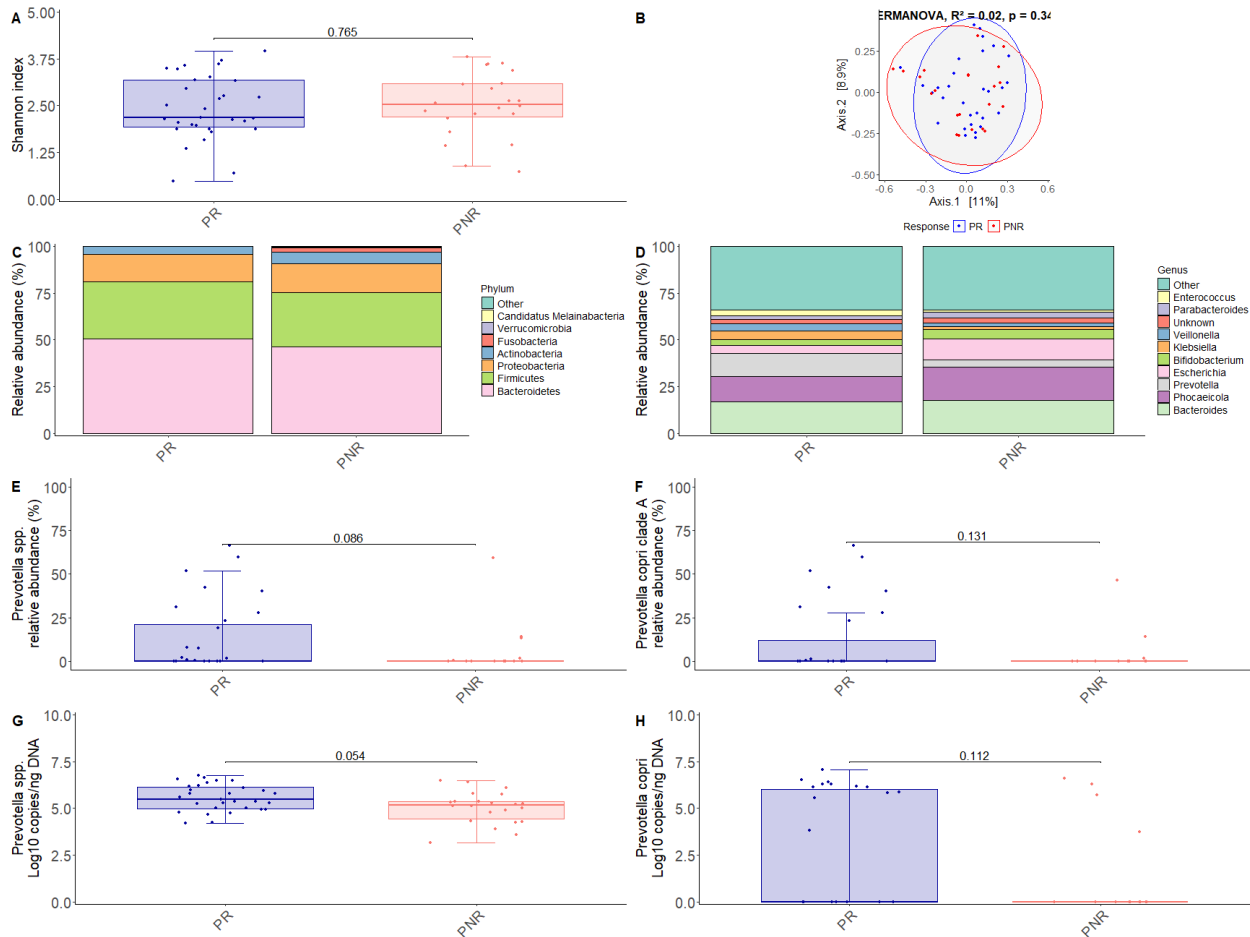 A
5.00
3.75
2.50
1.25
0.00
Shannon index
0.765
PR
PNR
B
ERMANOVA, R² = 0.02, p = 0.34
0.25
0.00
-0.25
-0.50
Axis.2 [8.9%]
-0.6
-0.3
0.0
0.3
0.6
Axis.1 [11%]
Response PR PNR
C
100
75
50
25
0
Relative abundance (%)
PR
PNR
Phylum
Other
Candidatus Melainabacteria
Verrucomicrobia
Fusobacteria
Actinobacteria
Proteobacteria
Firmicutes
Bacteroidetes
D
100
75
50
25
0
Relative abundance (%)
PR
PNR
Genus
Other
Enterococcus
Parabacteroides
Unknown
Veillonella
Klebsiella
Bifidobacterium
Escherichia
Prevotella
Phocaeicola
Bacteroides
E
100
75
50
25
0
Prevotella spp.
relative abundance (%)
0.086
PR
PNR
F
100
75
50
25
0
Prevotella copri clade A
relative abundance (%)
0.131
PR
PNR
G
10.0
7.5
5.0
2.5
0.0
Prevotella spp.
Log10 copies/ng DNA
0.054
PR
PNR
H
10.0
7.5
5.0
2.5
0.0
Prevotella copri
Log10 copies/ng DNA
0.112
PR
PNR